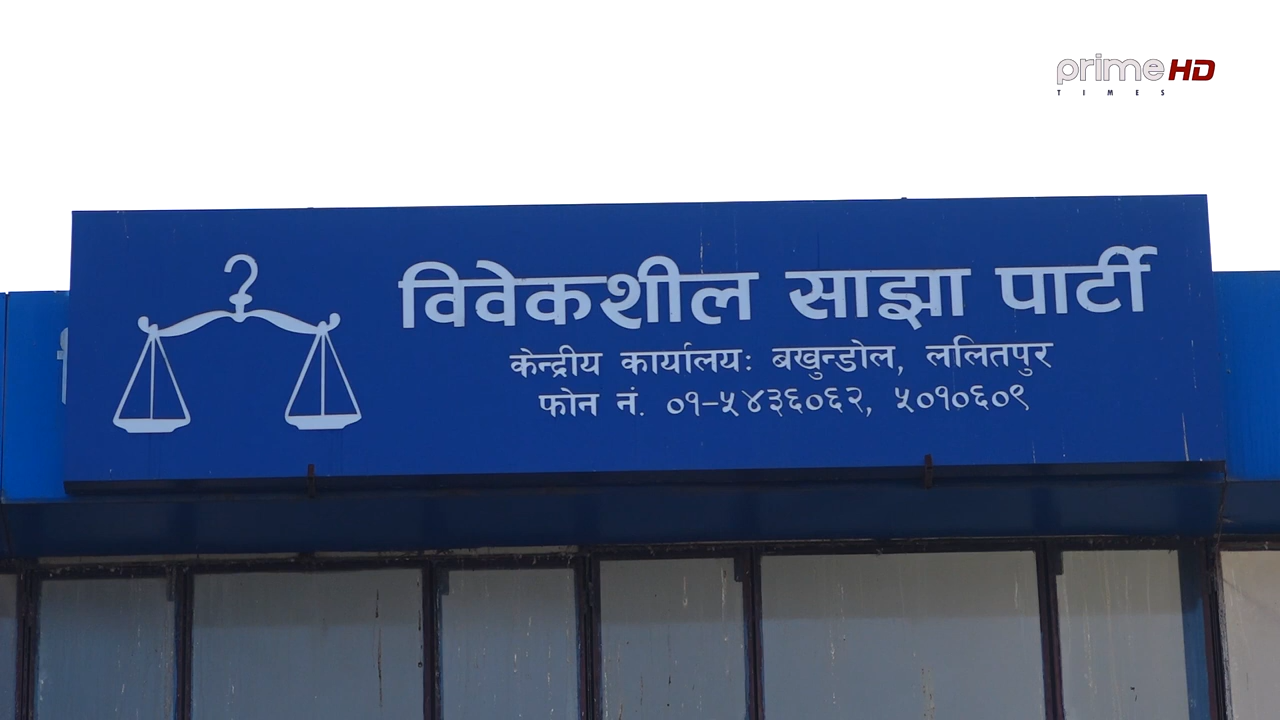 prime HD
TIMES
विवेकशील साझा पार्टी
केन्द्रीय कार्यालयः बखुन्डोल, ललितपुर
फोन नं. ०१-५४३६०६२, ५०१०६०९